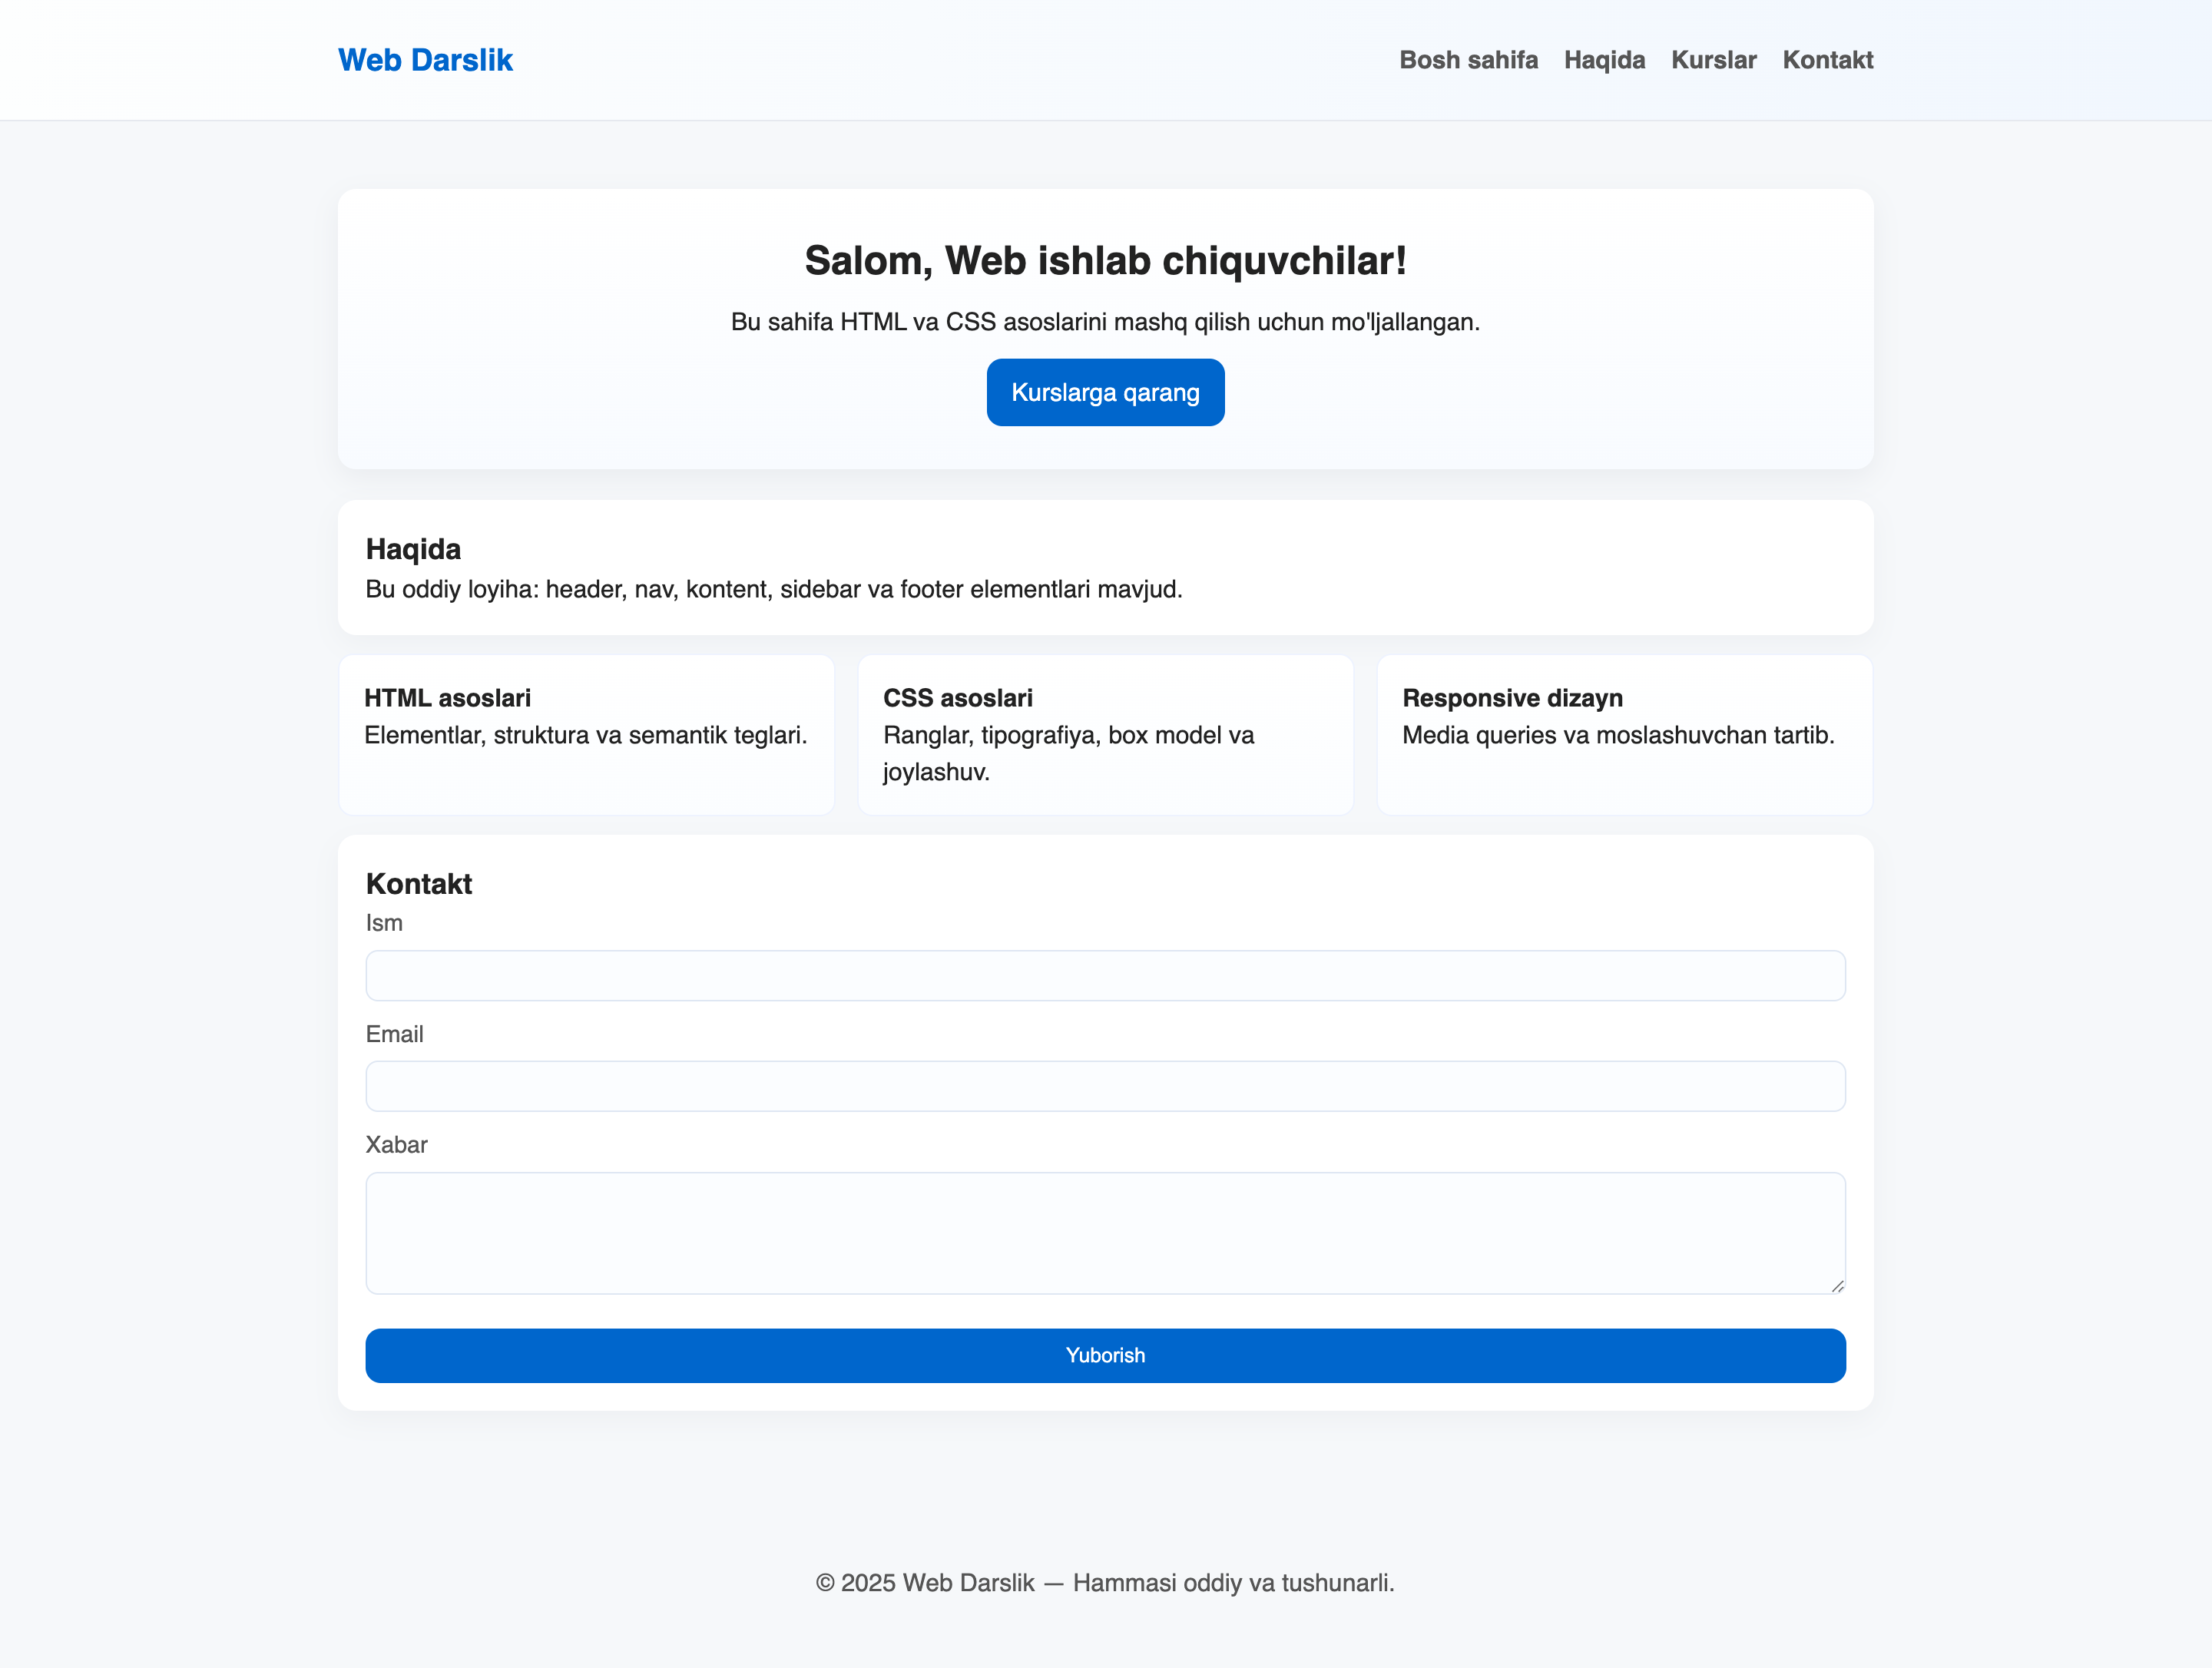 Web Darslik
Bosh sahifa Haqida Kurslar Kontakt
Salom, Web ishlab chiquvchilar!
Bu sahifa HTML va CSS asoslarini mashq qilish uchun mo'ljallangan.
Kurslarga qarang
Haqida
Bu oddiy loyiha: header, nav, kontent, sidebar va footer elementlari mavjud.
HTML asoslari
Elementlar, struktura va semantik teglari.
CSS asoslari
Ranglar, tipografiya, box model va
joylashuv.
Responsive dizayn
Media queries va moslashuvchan tartib.
Kontakt
Ism
Email
Xabar
Yuborish
© 2025 Web Darslik — Hammasi oddiy va tushunarli.